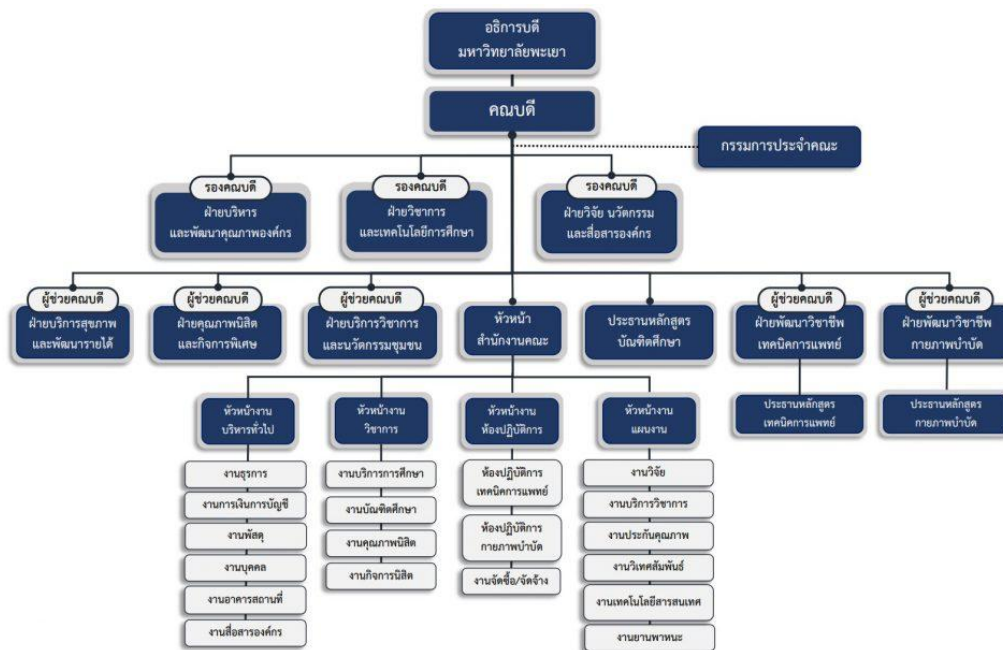 อธิการบดี
มหาวิทยาลัยพะเยา
คณบดี
กรรมการประจำคณะ
รองคณบดี
ฝ่ายบริหาร
และพัฒนาคุณภาพองค์กร
รองคณบดี
ฝ่ายวิชาการ
และเทคโนโลยีการศึกษา
รองคณบดี
ฝ่ายวิจัย นวัตกรรม
และสื่อสารองค์กร
ผู้ช่วยคณบดี
ฝ่ายบริการสุขภาพ
และพัฒนารายได้
ผู้ช่วยคณบดี
ฝ่ายคุณภาพนิสิต
และกิจการพิเศษ
ผู้ช่วยคณบดี
ฝ่ายบริการวิชาการ
และนวัตกรรมชุมชน
หัวหน้า
สำนักงานคณะ
ประธานหลักสูตร
บัณฑิตศึกษา
ผู้ช่วยคณบดี
ฝ่ายพัฒนาวิชาชีพ
เทคนิคการแพทย์
ผู้ช่วยคณบดี
ฝ่ายพัฒนาวิชาชีพ
กายภาพบำบัด
ประธานหลักสูตร
เทคนิคการแพทย์
ประธานหลักสูตร
กายภาพบำบัด
หัวหน้างาน
บริหารทั่วไป
งานธุรการ
งานการเงินการบัญชี
งานพัสดุ
งานบุคคล
งานอาคารสถานที่
งานสื่อสารองค์กร
หัวหน้างาน
วิชาการ
งานบริการการศึกษา
งานบัณฑิตศึกษา
งานคุณภาพนิสิต
งานกิจการนิสิต
หัวหน้างาน
ห้องปฏิบัติการ
ห้องปฏิบัติการ
เทคนิคการแพทย์
ห้องปฏิบัติการ
กายภาพบำบัด
งานจัดซื้อ/จัดจ้าง
หัวหน้างาน
แผนงาน
งานวิจัย
งานบริการวิชาการ
งานประกันคุณภาพ
งานวิเทศสัมพันธ์
งานเทคโนโลยีสารสนเทศ
งานยานพาหนะ